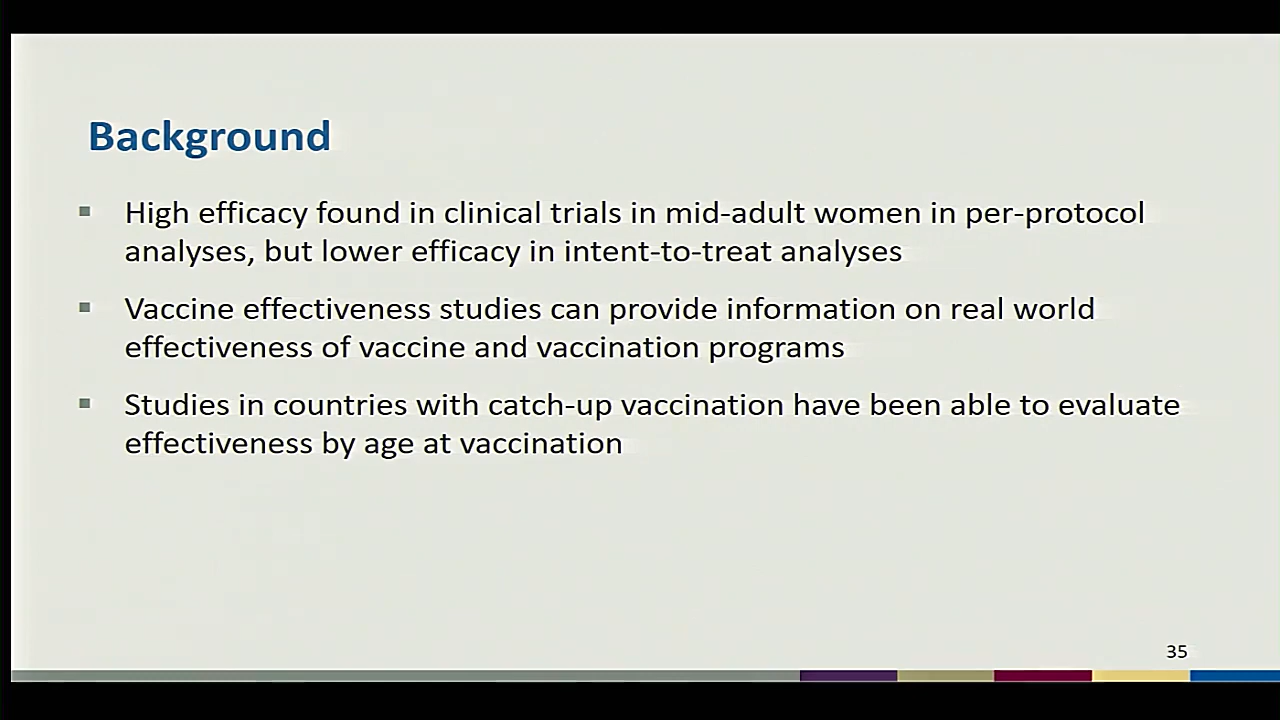 Background
▪ High efficacy found in clinical trials in mid-adult women in per-protocol
analyses, but lower efficacy in intent-to-treat analyses
▪ Vaccine effectiveness studies can provide information on real world
effectiveness of vaccine and vaccination programs
▪ Studies in countries with catch-up vaccination have been able to evaluate
effectiveness by age at vaccination
35